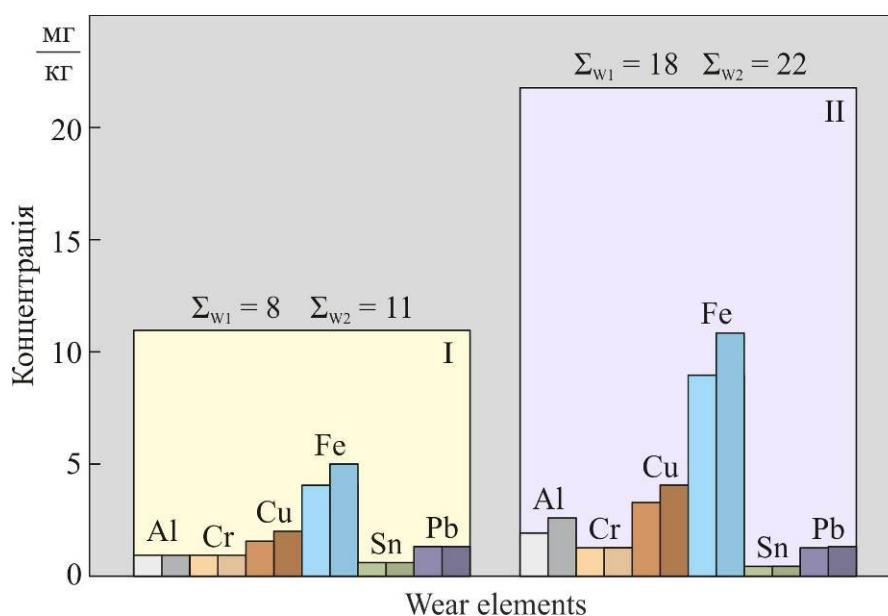 мг
кг
Концентрація
20
15
10
5
0
Σw1 = 8 Σw2 = 11
I
Al
Cr
Cu
Fe
Sn
Pb
Σw1 = 18 Σw2 = 22
II
Al
Cr
Cu
Fe
Sn
Pb
Wear elements